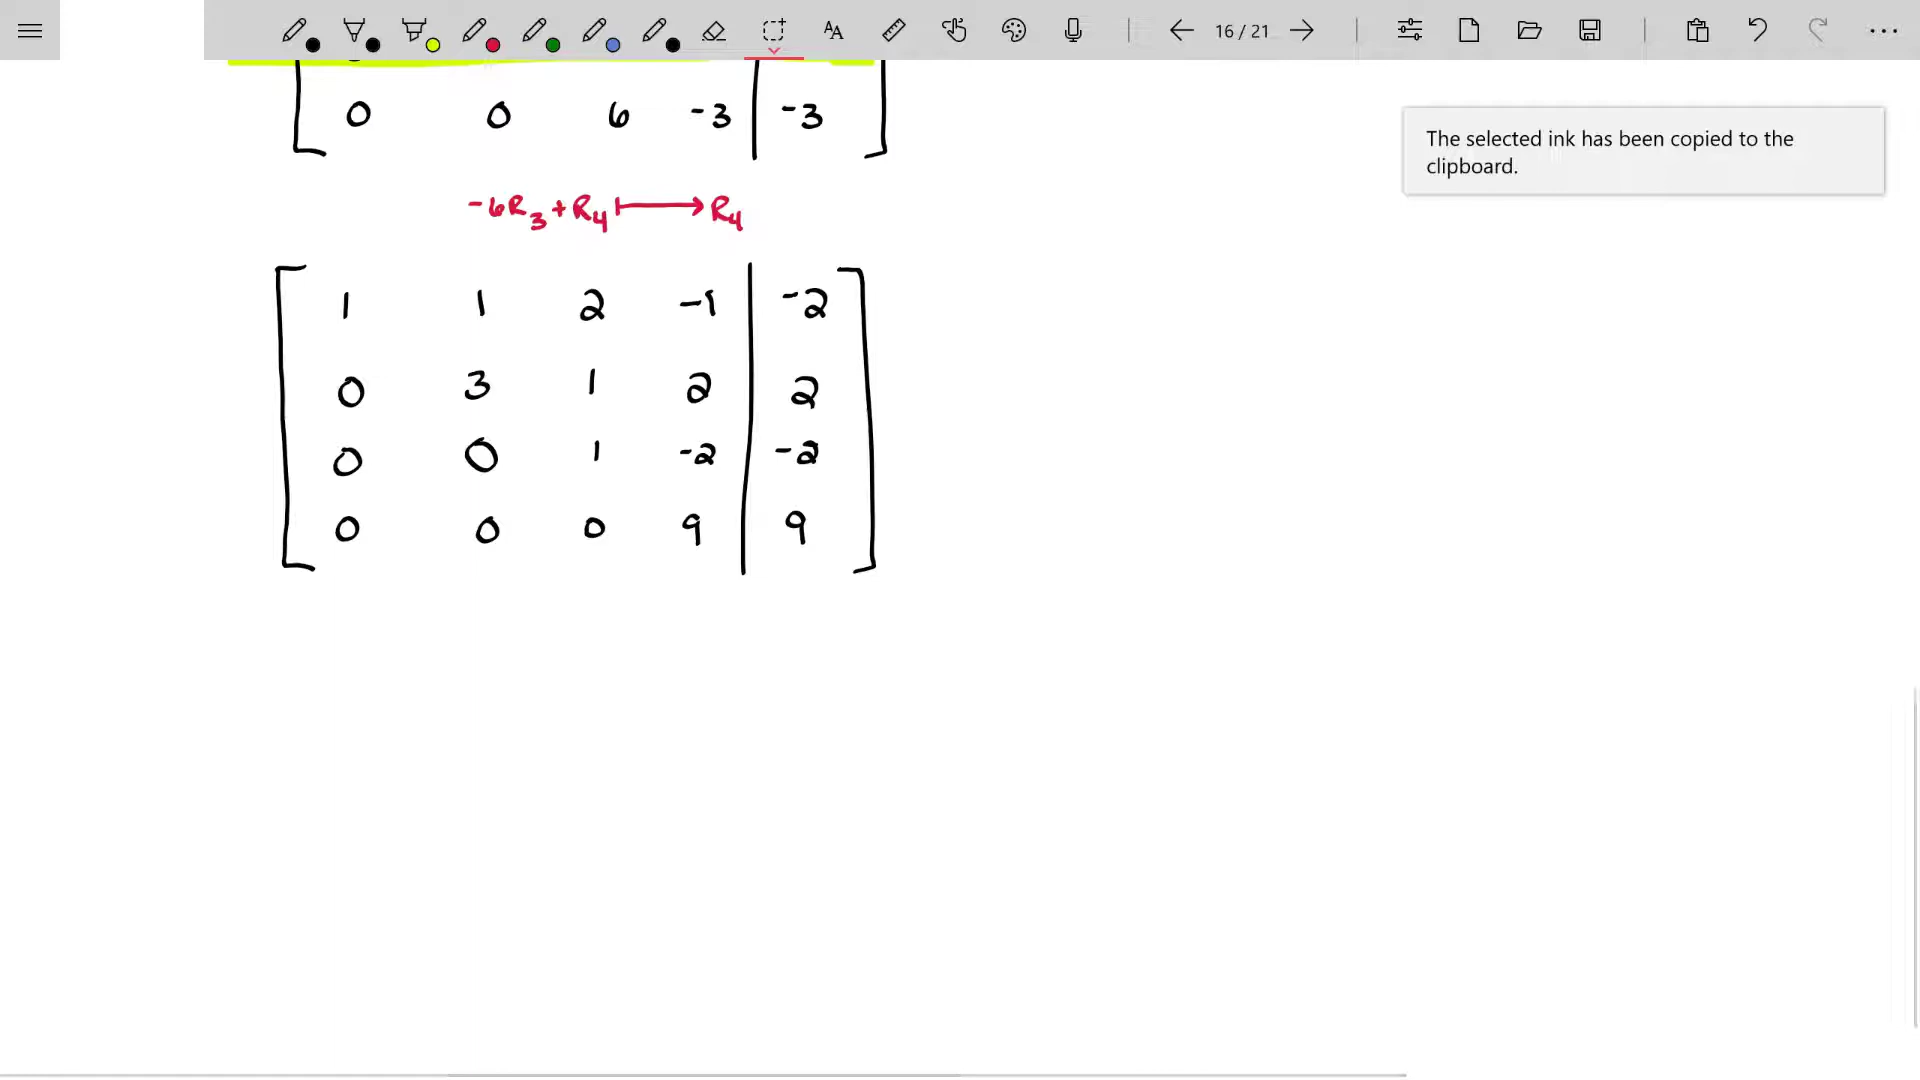 16 / 21
The selected ink has been copied to the
clipboard.
0 0 6 -3 | -3
-6R3 + R4 ↦ R4
1 1 2 -1 | -2
0 3 1 2 | 2
0 0 1 -2 | -2
0 0 0 9 | 9